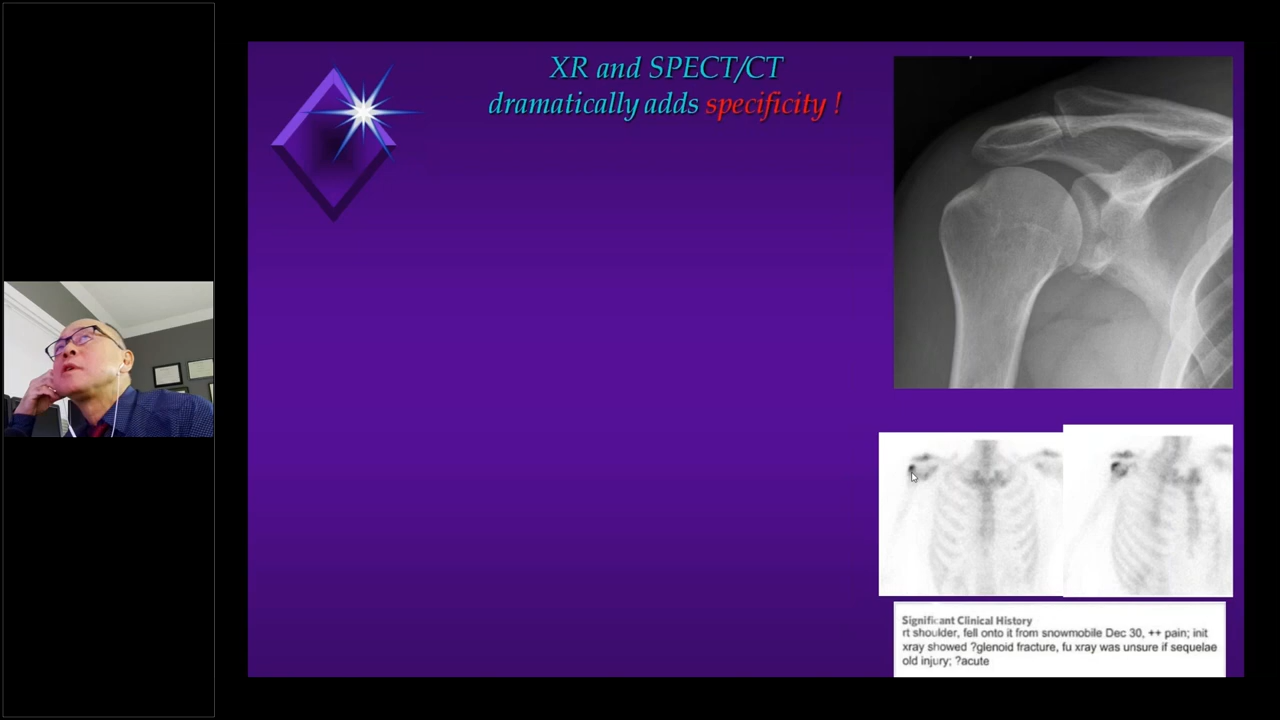 XR and SPECT/CT
dramatically adds specificity !
Significant Clinical History
rt shoulder, fell onto it from snowmobile Dec 30, ++ pain; init
xray showed ?glenoid fracture, fu xray was unsure if sequelae
old injury; ?acute